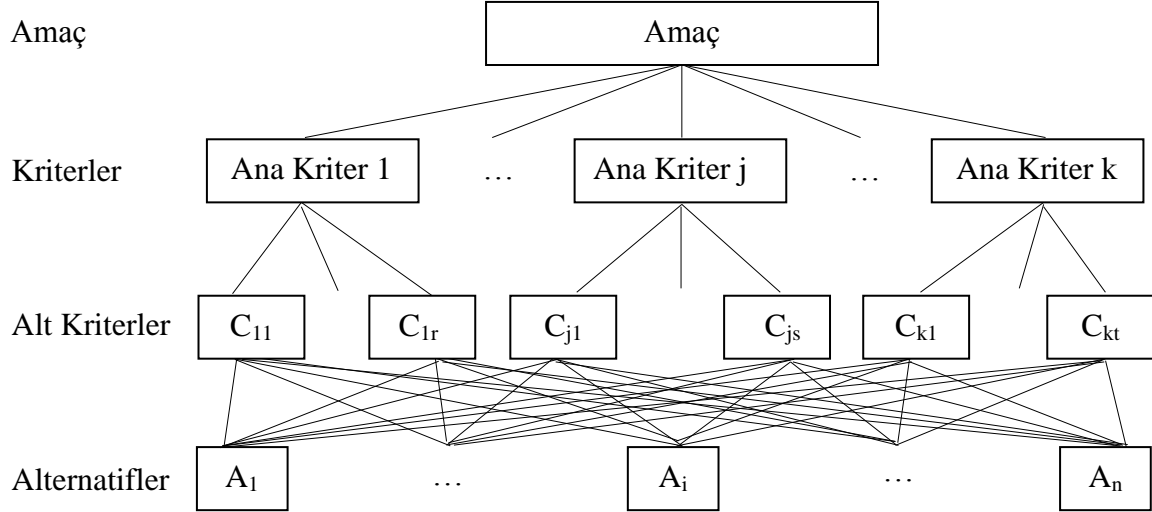 Amaç Amaç
Kriterler Ana Kriter 1 … Ana Kriter j … Ana Kriter k
Alt Kriterler C₁₁ C₁ᵣ Cⱼ₁ Cⱼₛ Cₖ₁ Cₖₜ
Alternatifler A₁ … Aᵢ … Aₙ